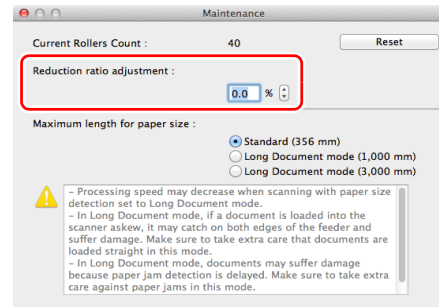 Maintenance
Current Rollers Count : 40 Reset
Reduction ratio adjustment :
0.0 %
Maximum length for paper size :
Standard (356 mm)
Long Document mode (1,000 mm)
Long Document mode (3,000 mm)
- Processing speed may decrease when scanning with paper size
detection set to Long Document mode.
- In Long Document mode, if a document is loaded into the
scanner askew, it may catch on both edges of the feeder and
suffer damage. Make sure to take extra care that documents are
loaded straight in this mode.
- In Long Document mode, documents may suffer damage
because paper jam detection is delayed. Make sure to take extra
care against paper jams in this mode.